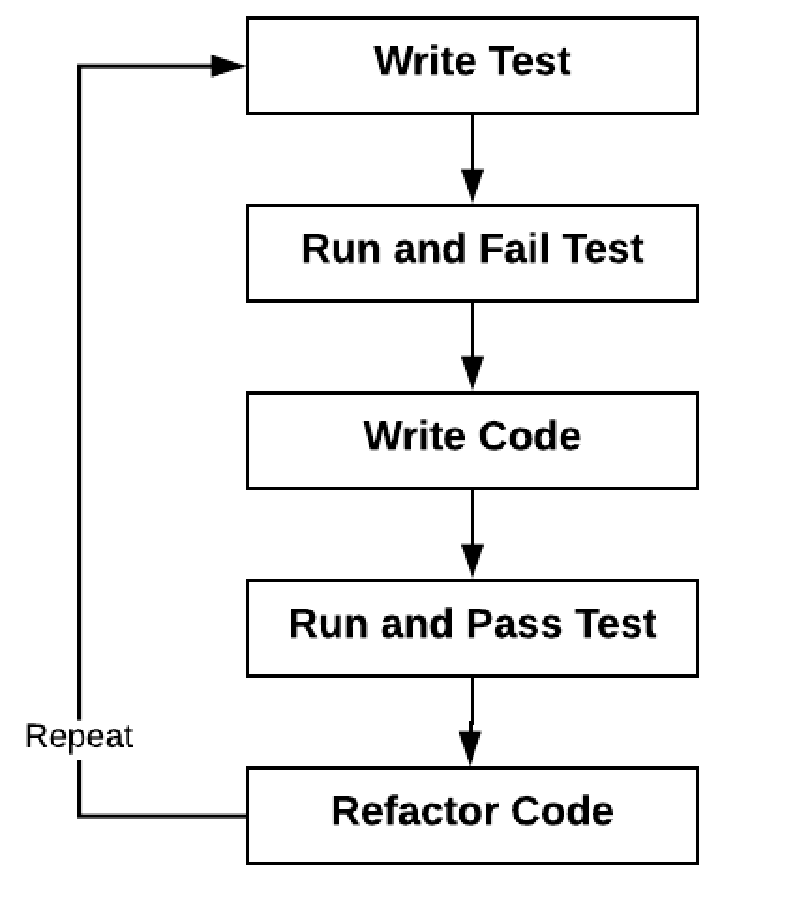 Write Test
Run and Fail Test
Write Code
Run and Pass Test
Repeat
Refactor Code